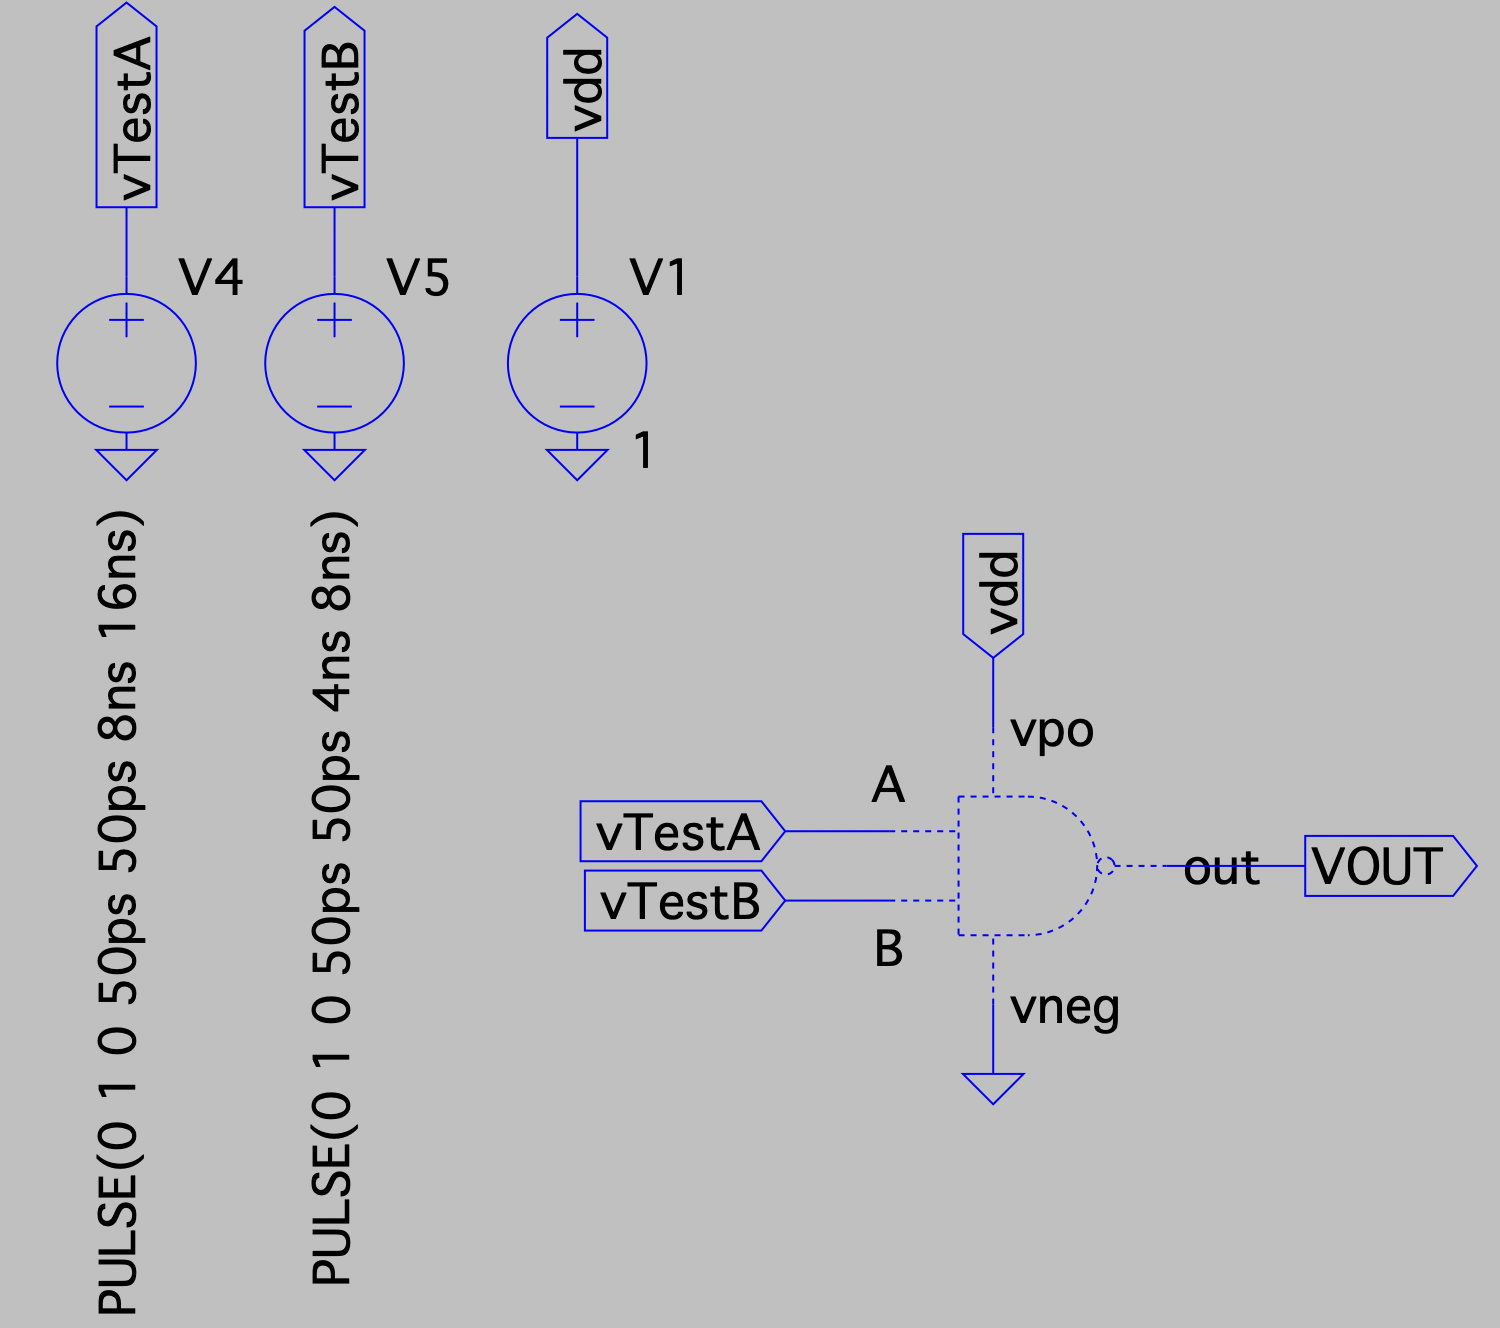 vTestA
vTestB
vdd
V4
V5
V1
1
PULSE(0 1 0 50ps 50ps 8ns 16ns)
PULSE(0 1 0 50ps 50ps 4ns 8ns)
vdd
vpo
A
vTestA
out
VOUT
vTestB
B
vneg